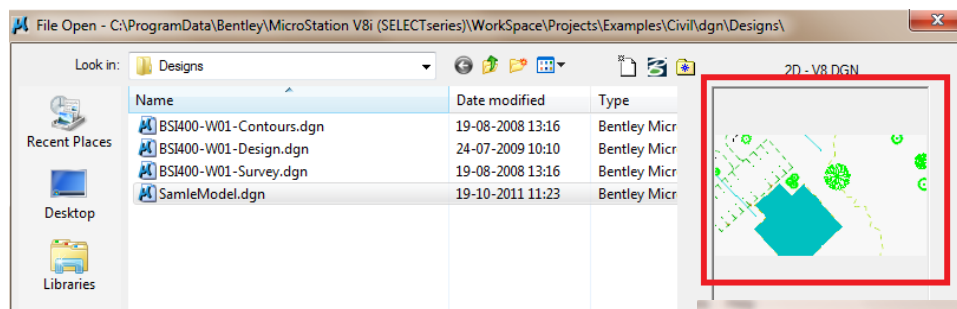 File Open - C:\ProgramData\Bentley\MicroStation V8i (SELECTseries)\WorkSpace\Projects\Examples\Civil\dgn\Designs\
Look in: Designs
2D - V8 DGN
Name Date modified Type
BSI400-W01-Contours.dgn 19-08-2008 13:16 Bentley Micr
BSI400-W01-Design.dgn 24-07-2009 10:10 Bentley Micr
BSI400-W01-Survey.dgn 19-08-2008 13:16 Bentley Micr
SamleModel.dgn 19-10-2011 11:23 Bentley Micr
Recent Places
Desktop
Libraries